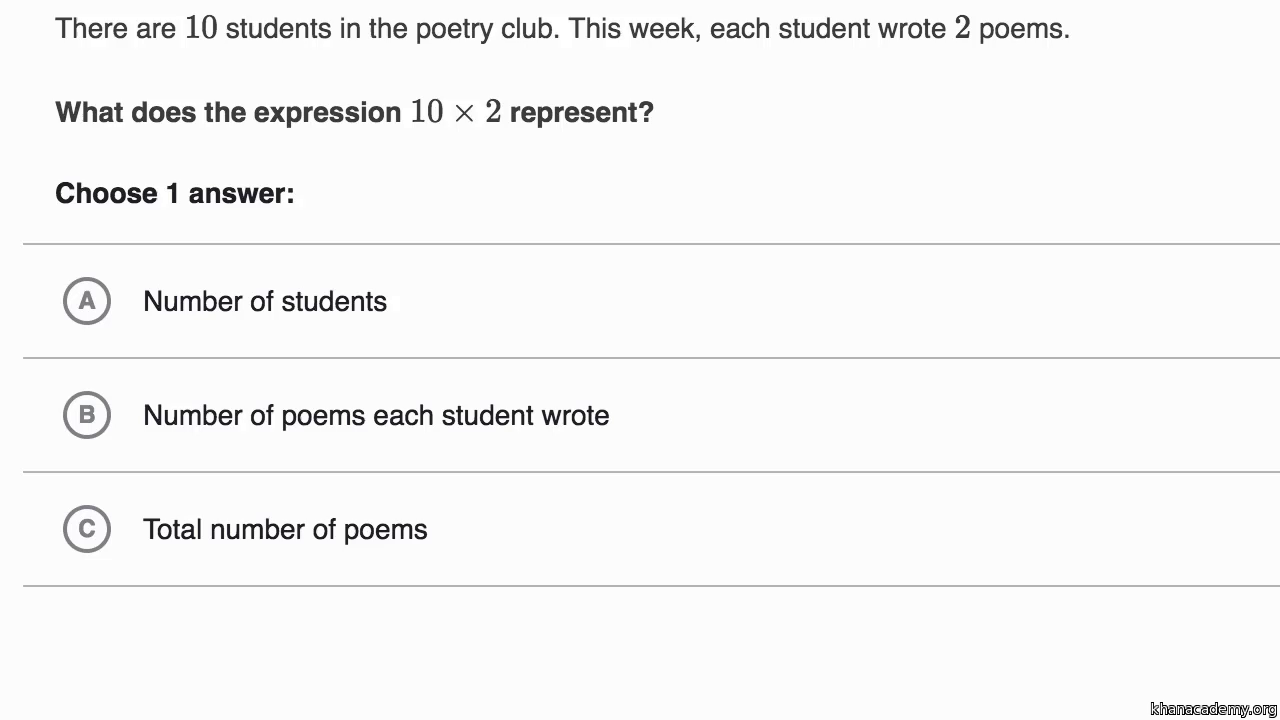 There are 10 students in the poetry club. This week, each student wrote 2 poems.
What does the expression 10 × 2 represent?
Choose 1 answer:
A Number of students
B Number of poems each student wrote
C Total number of poems
khanacademy.org